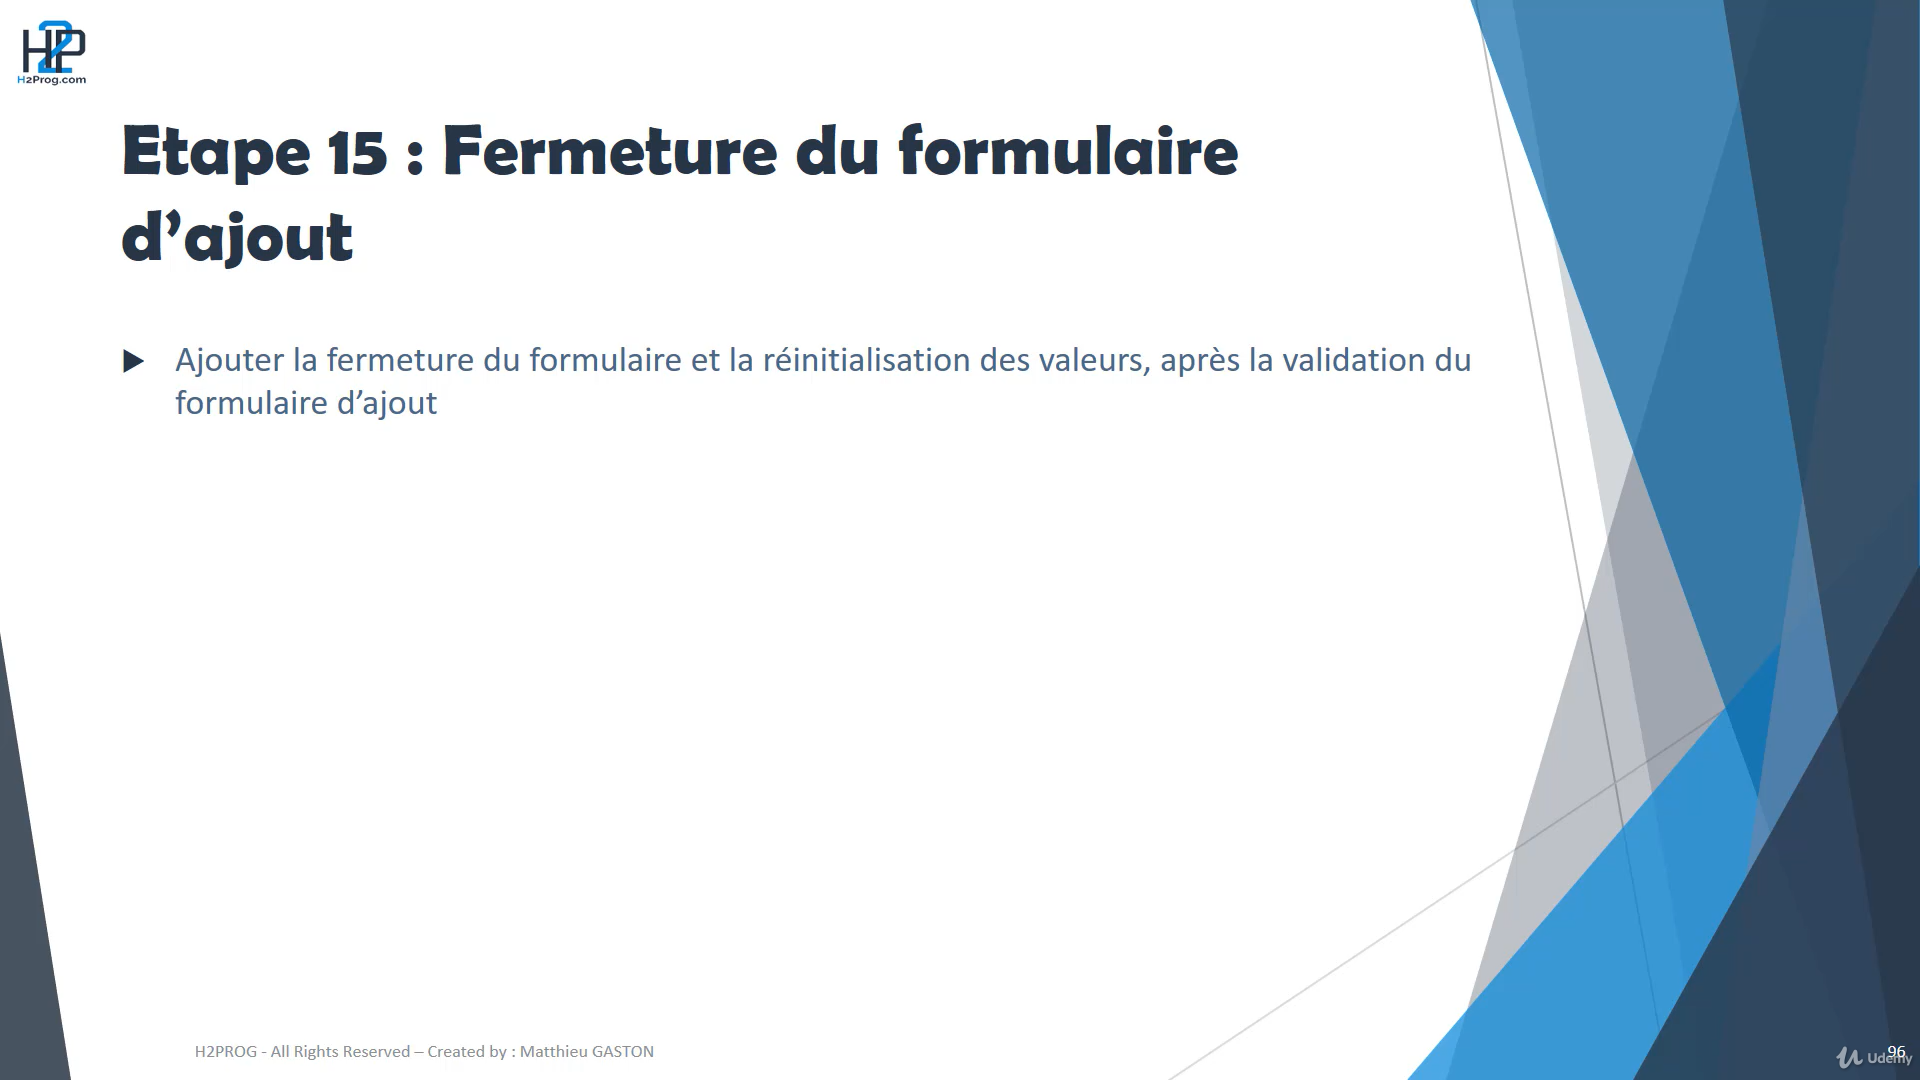 H2P
H2Prog.com
Etape 15 : Fermeture du formulaire
d’ajout
Ajouter la fermeture du formulaire et la réinitialisation des valeurs, après la validation du
formulaire d’ajout
H2PROG - All Rights Reserved – Created by : Matthieu GASTON
96
Udemy